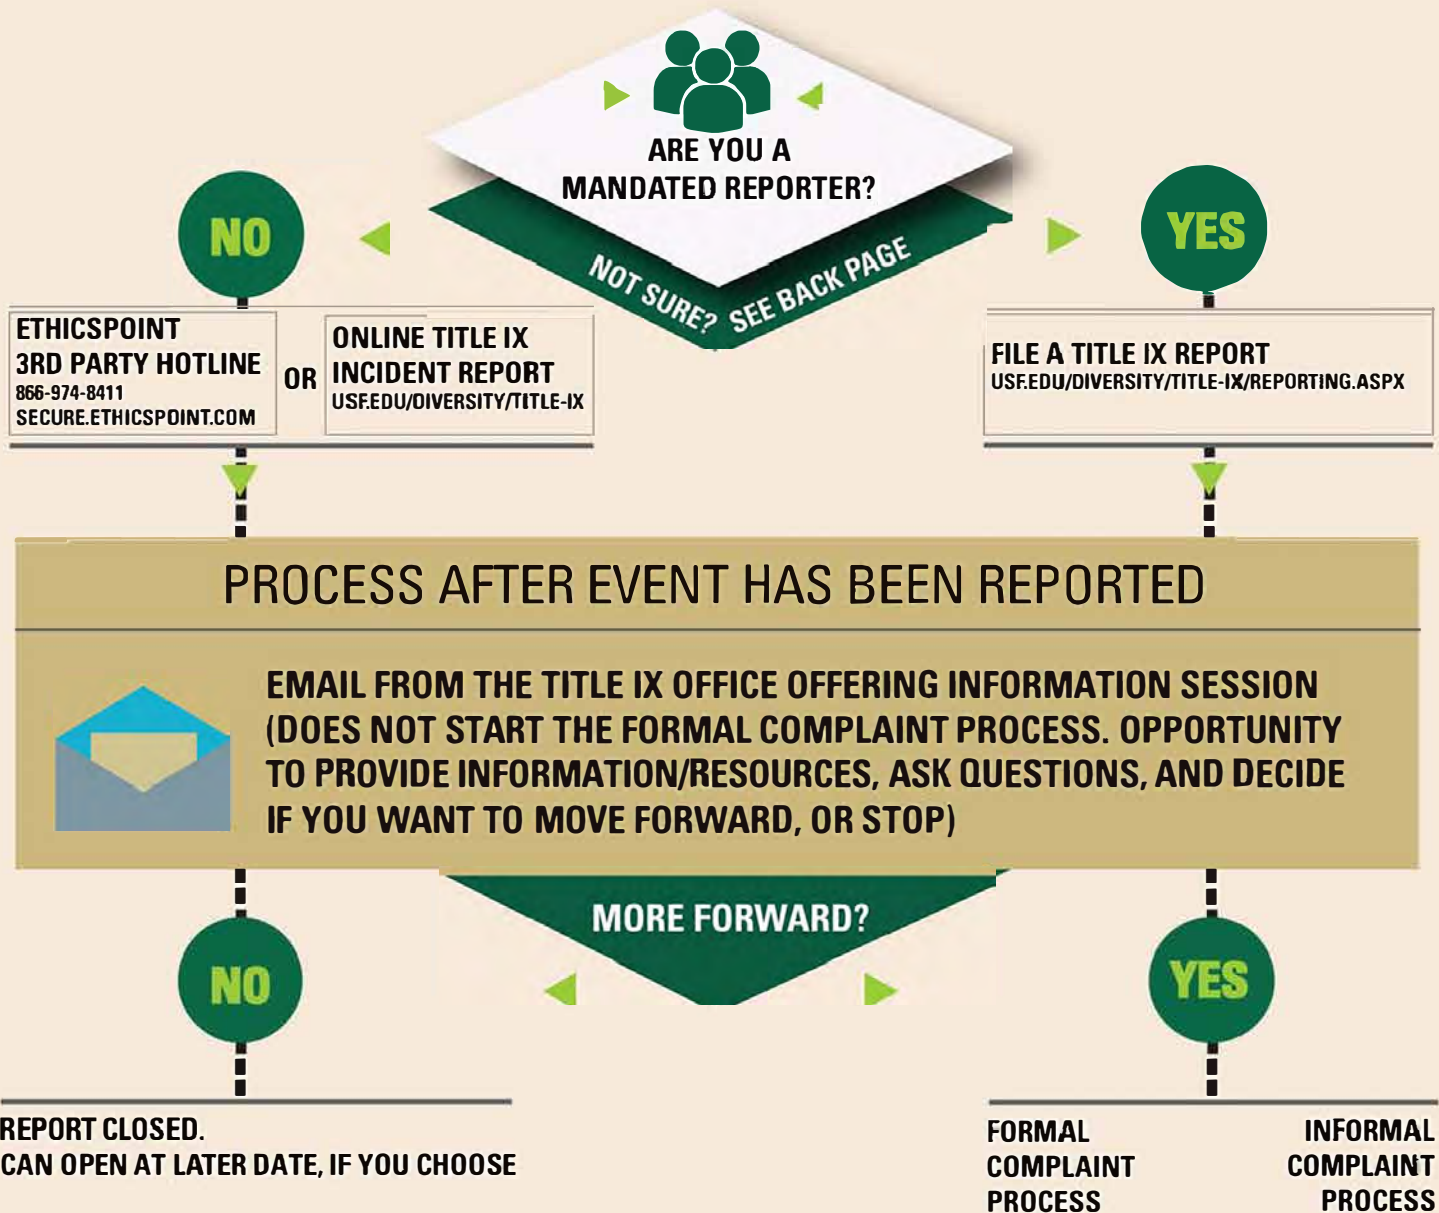 ARE YOU A
MANDATED REPORTER?
NOT SURE? SEE BACK PAGE
NO
YES
ETHICSPOINT
3RD PARTY HOTLINE
866-974-8411
SECURE.ETHICSPOINT.COM
OR
ONLINE TITLE IX
INCIDENT REPORT
USF.EDU/DIVERSITY/TITLE-IX
FILE A TITLE IX REPORT
USF.EDU/DIVERSITY/TITLE-IX/REPORTING.ASPX
PROCESS AFTER EVENT HAS BEEN REPORTED
EMAIL FROM THE TITLE IX OFFICE OFFERING INFORMATION SESSION
(DOES NOT START THE FORMAL COMPLAINT PROCESS. OPPORTUNITY
TO PROVIDE INFORMATION/RESOURCES, ASK QUESTIONS, AND DECIDE
IF YOU WANT TO MOVE FORWARD, OR STOP)
MORE FORWARD?
NO
YES
REPORT CLOSED.
CAN OPEN AT LATER DATE, IF YOU CHOOSE
FORMAL
COMPLAINT
PROCESS
INFORMAL
COMPLAINT
PROCESS